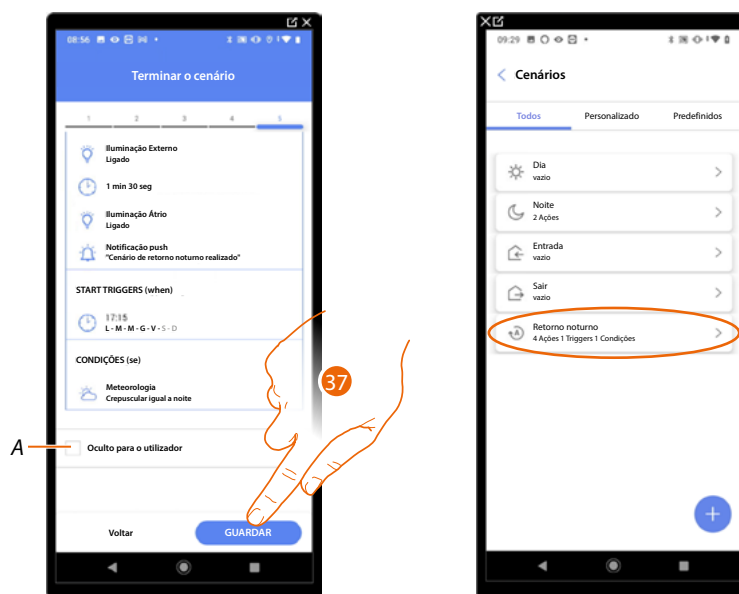 08:56
Terminar o cenário
1 2 3 4 5
Iluminação Externo
Ligado
1 min 30 seg
Iluminação Átrio
Ligado
Notificação push
"Cenário de retorno noturno realizado"
START TRIGGERS (when)
17:15
L - M - M - G - V - S - D
CONDIÇÕES (se)
Meteorologia
Crepuscular igual a noite
A
Oculto para o utilizador
Voltar
GUARDAR
37
09:29
Cenários
Todos
Personalizado
Predefinidos
Dia
vazio
Noite
2 Ações
Entrada
vazio
Sair
vazio
Retorno noturno
4 Ações 1 Triggers 1 Condições